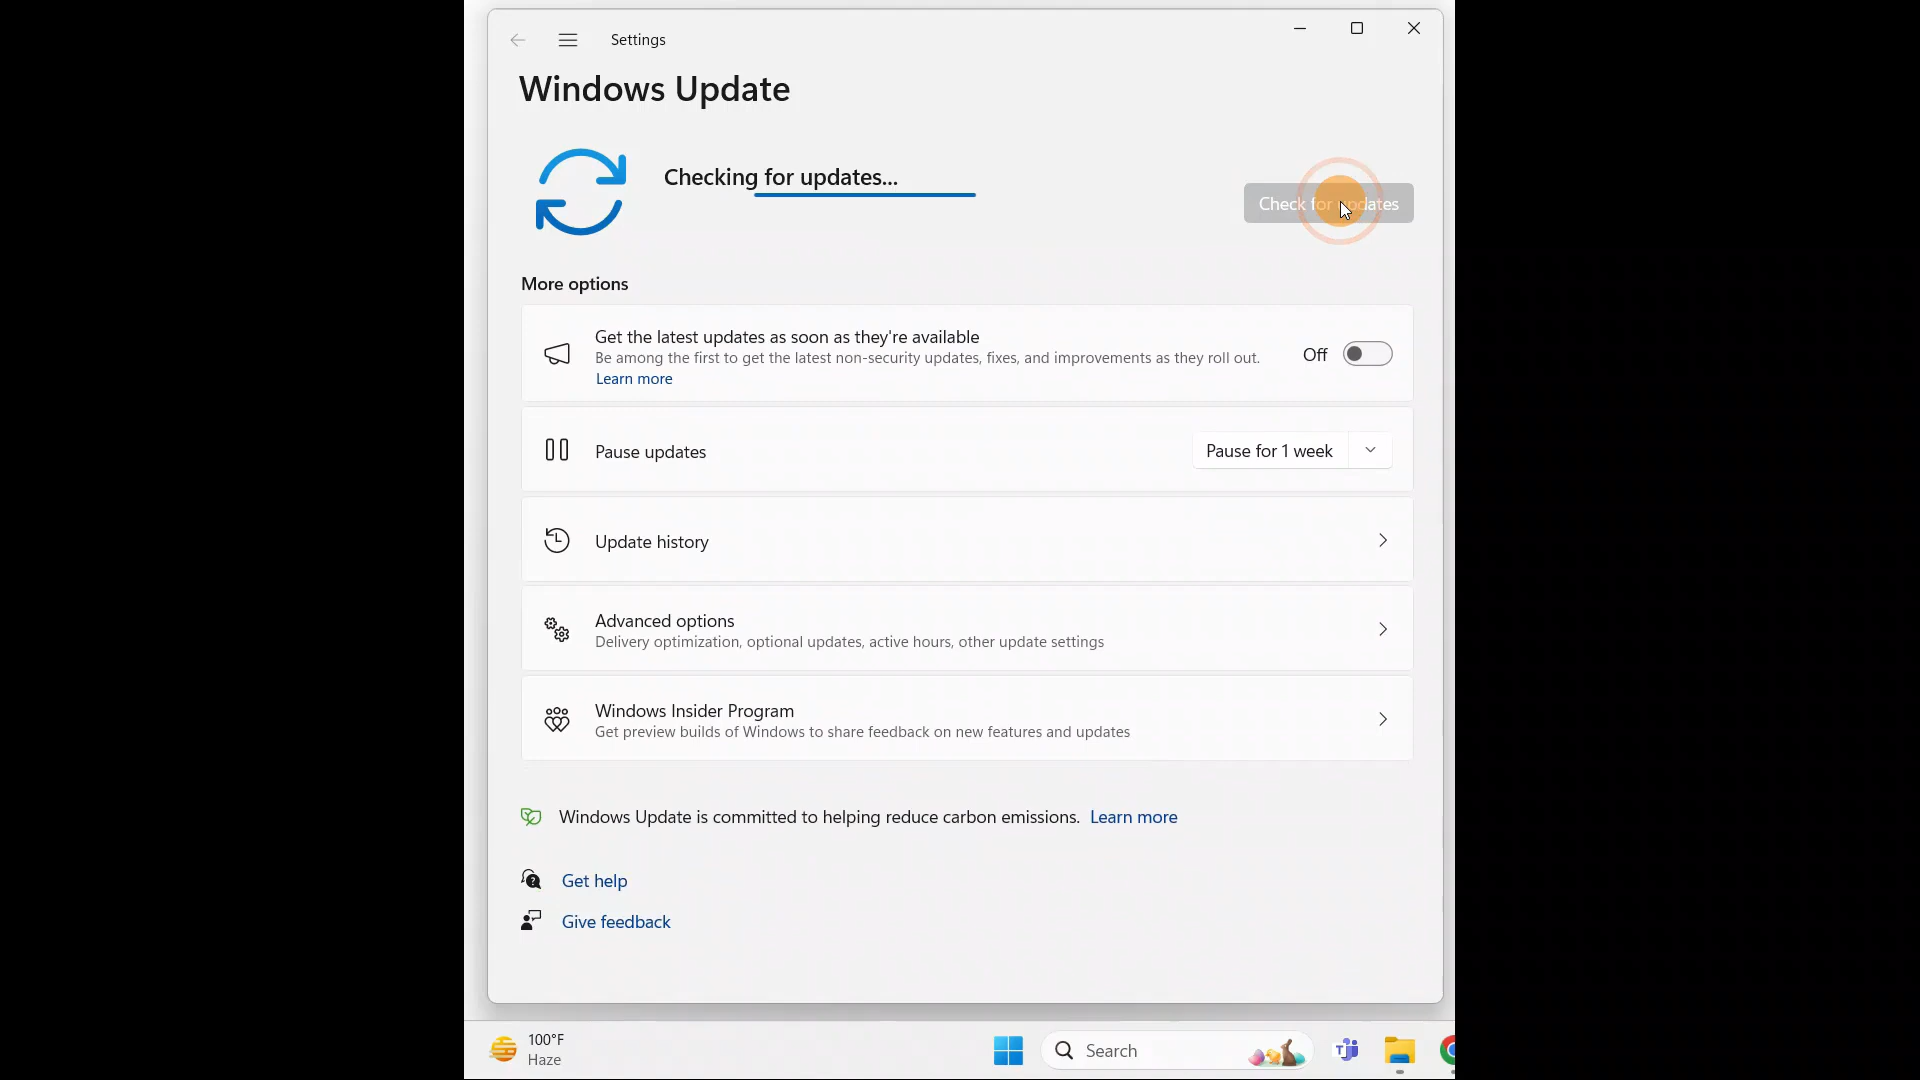 Settings
Windows Update
Checking for updates...
Check for updates
More options
Get the latest updates as soon as they're available
Be among the first to get the latest non-security updates, fixes, and improvements as they roll out.
Learn more
Off
Pause updates
Pause for 1 week
Update history
Advanced options
Delivery optimization, optional updates, active hours, other update settings
Windows Insider Program
Get preview builds of Windows to share feedback on new features and updates
Windows Update is committed to helping reduce carbon emissions. Learn more
Get help
Give feedback
100°F
Haze
Search